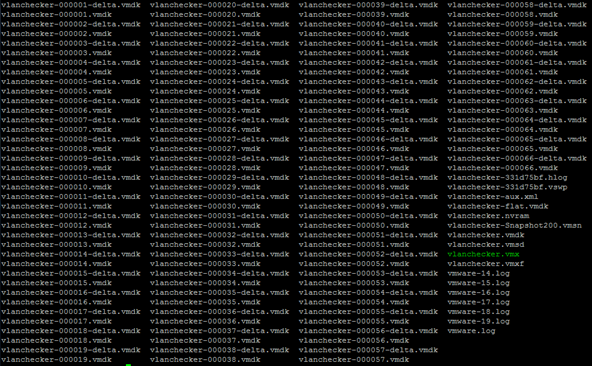 vlanchecker-000001-delta.vmdk vlanchecker-000020-delta.vmdk vlanchecker-000039-delta.vmdk vlanchecker-000058-delta.vmdk
vlanchecker-000001.vmdk vlanchecker-000020.vmdk vlanchecker-000039.vmdk vlanchecker-000058.vmdk
vlanchecker-000002-delta.vmdk vlanchecker-000021-delta.vmdk vlanchecker-000040-delta.vmdk vlanchecker-000059-delta.vmdk
vlanchecker-000002.vmdk vlanchecker-000021.vmdk vlanchecker-000040.vmdk vlanchecker-000059.vmdk
vlanchecker-000003-delta.vmdk vlanchecker-000022-delta.vmdk vlanchecker-000041-delta.vmdk vlanchecker-000060-delta.vmdk
vlanchecker-000003.vmdk vlanchecker-000022.vmdk vlanchecker-000041.vmdk vlanchecker-000060.vmdk
vlanchecker-000004-delta.vmdk vlanchecker-000023-delta.vmdk vlanchecker-000042-delta.vmdk vlanchecker-000061-delta.vmdk
vlanchecker-000004.vmdk vlanchecker-000023.vmdk vlanchecker-000042.vmdk vlanchecker-000061.vmdk
vlanchecker-000005-delta.vmdk vlanchecker-000024-delta.vmdk vlanchecker-000043-delta.vmdk vlanchecker-000062-delta.vmdk
vlanchecker-000005.vmdk vlanchecker-000024.vmdk vlanchecker-000043.vmdk vlanchecker-000062.vmdk
vlanchecker-000006-delta.vmdk vlanchecker-000025-delta.vmdk vlanchecker-000044-delta.vmdk vlanchecker-000063-delta.vmdk
vlanchecker-000006.vmdk vlanchecker-000025.vmdk vlanchecker-000044.vmdk vlanchecker-000063.vmdk
vlanchecker-000007-delta.vmdk vlanchecker-000026-delta.vmdk vlanchecker-000045-delta.vmdk vlanchecker-000064-delta.vmdk
vlanchecker-000007.vmdk vlanchecker-000026.vmdk vlanchecker-000045.vmdk vlanchecker-000064.vmdk
vlanchecker-000008-delta.vmdk vlanchecker-000027-delta.vmdk vlanchecker-000046-delta.vmdk vlanchecker-000065-delta.vmdk
vlanchecker-000008.vmdk vlanchecker-000027.vmdk vlanchecker-000046.vmdk vlanchecker-000065.vmdk
vlanchecker-000009-delta.vmdk vlanchecker-000028-delta.vmdk vlanchecker-000047-delta.vmdk vlanchecker-000066-delta.vmdk
vlanchecker-000009.vmdk vlanchecker-000028.vmdk vlanchecker-000047.vmdk vlanchecker-000066.vmdk
vlanchecker-000010-delta.vmdk vlanchecker-000029-delta.vmdk vlanchecker-000048-delta.vmdk vlanchecker-331d75bf.hlog
vlanchecker-000010.vmdk vlanchecker-000029.vmdk vlanchecker-000048.vmdk vlanchecker-331d75bf.vswp
vlanchecker-000011-delta.vmdk vlanchecker-000030-delta.vmdk vlanchecker-000049-delta.vmdk vlanchecker-aux.xml
vlanchecker-000011.vmdk vlanchecker-000030.vmdk vlanchecker-000049.vmdk vlanchecker-flat.vmdk
vlanchecker-000012-delta.vmdk vlanchecker-000031-delta.vmdk vlanchecker-000050-delta.vmdk vlanchecker.nvram
vlanchecker-000012.vmdk vlanchecker-000031.vmdk vlanchecker-000050.vmdk vlanchecker-Snapshot200.vmsn
vlanchecker-000013-delta.vmdk vlanchecker-000032-delta.vmdk vlanchecker-000051-delta.vmdk vlanchecker.vmdk
vlanchecker-000013.vmdk vlanchecker-000032.vmdk vlanchecker-000051.vmdk vlanchecker.vmsd
vlanchecker-000014-delta.vmdk vlanchecker-000033-delta.vmdk vlanchecker-000052-delta.vmdk vlanchecker.vmx
vlanchecker-000014.vmdk vlanchecker-000033.vmdk vlanchecker-000052.vmdk vlanchecker.vmxf
vlanchecker-000015-delta.vmdk vlanchecker-000034-delta.vmdk vlanchecker-000053-delta.vmdk vmware-14.log
vlanchecker-000015.vmdk vlanchecker-000034.vmdk vlanchecker-000053.vmdk vmware-15.log
vlanchecker-000016-delta.vmdk vlanchecker-000035-delta.vmdk vlanchecker-000054-delta.vmdk vmware-16.log
vlanchecker-000016.vmdk vlanchecker-000035.vmdk vlanchecker-000054.vmdk vmware-17.log
vlanchecker-000017-delta.vmdk vlanchecker-000036-delta.vmdk vlanchecker-000055-delta.vmdk vmware-18.log
vlanchecker-000017.vmdk vlanchecker-000036.vmdk vlanchecker-000055.vmdk vmware-19.log
vlanchecker-000018-delta.vmdk vlanchecker-000037-delta.vmdk vlanchecker-000056-delta.vmdk vmware.log
vlanchecker-000018.vmdk vlanchecker-000037.vmdk vlanchecker-000056.vmdk
vlanchecker-000019-delta.vmdk vlanchecker-000038-delta.vmdk vlanchecker-000057-delta.vmdk
vlanchecker-000019.vmdk vlanchecker-000038.vmdk vlanchecker-000057.vmdk